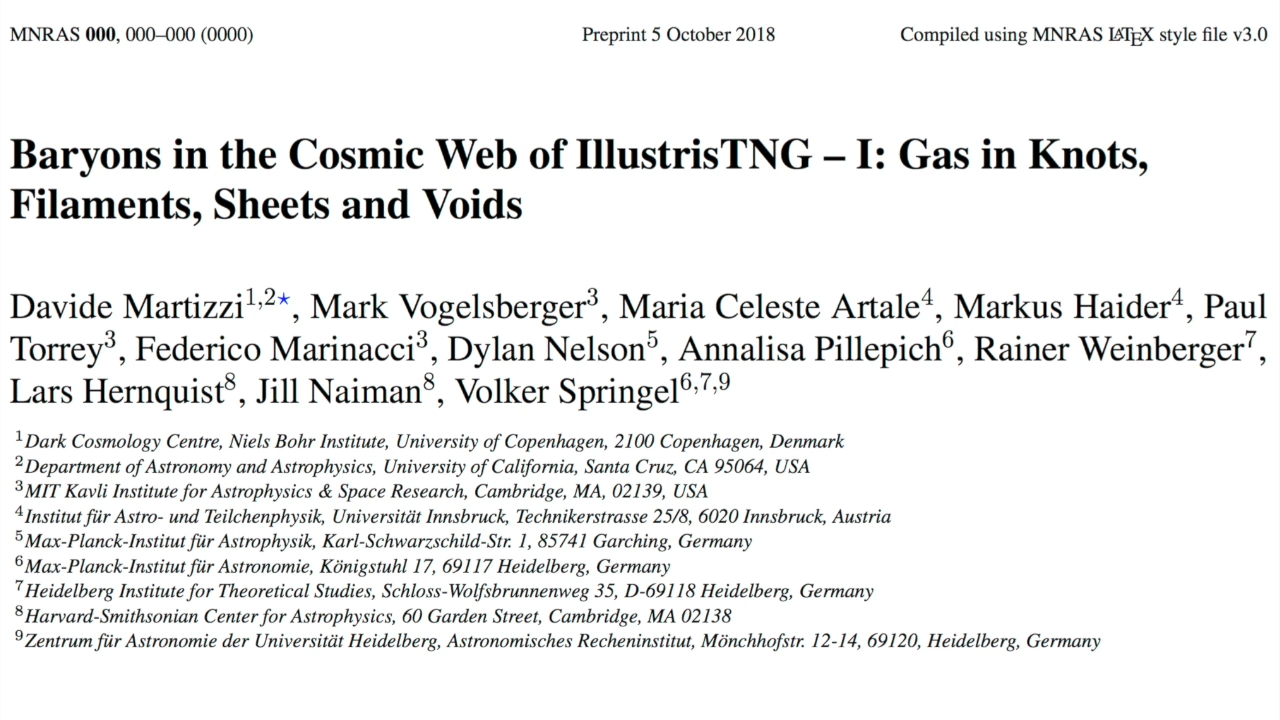 MNRAS 000, 000–000 (0000) Preprint 5 October 2018 Compiled using MNRAS LATEX style file v3.0
Baryons in the Cosmic Web of IllustrisTNG – I: Gas in Knots,
Filaments, Sheets and Voids
Davide Martizzi1,2⋆, Mark Vogelsberger3, Maria Celeste Artale4, Markus Haider4, Paul
Torrey3, Federico Marinacci3, Dylan Nelson5, Annalisa Pillepich6, Rainer Weinberger7,
Lars Hernquist8, Jill Naiman8, Volker Springel6,7,9
1Dark Cosmology Centre, Niels Bohr Institute, University of Copenhagen, 2100 Copenhagen, Denmark
2Department of Astronomy and Astrophysics, University of California, Santa Cruz, CA 95064, USA
3MIT Kavli Institute for Astrophysics & Space Research, Cambridge, MA, 02139, USA
4Institut für Astro- und Teilchenphysik, Universität Innsbruck, Technikerstrasse 25/8, 6020 Innsbruck, Austria
5Max-Planck-Institut für Astrophysik, Karl-Schwarzschild-Str. 1, 85741 Garching, Germany
6Max-Planck-Institut für Astronomie, Königstuhl 17, 69117 Heidelberg, Germany
7Heidelberg Institute for Theoretical Studies, Schloss-Wolfsbrunnenweg 35, D-69118 Heidelberg, Germany
8Harvard-Smithsonian Center for Astrophysics, 60 Garden Street, Cambridge, MA 02138
9Zentrum für Astronomie der Universität Heidelberg, Astronomisches Recheninstitut, Mönchhofstr. 12-14, 69120, Heidelberg, Germany